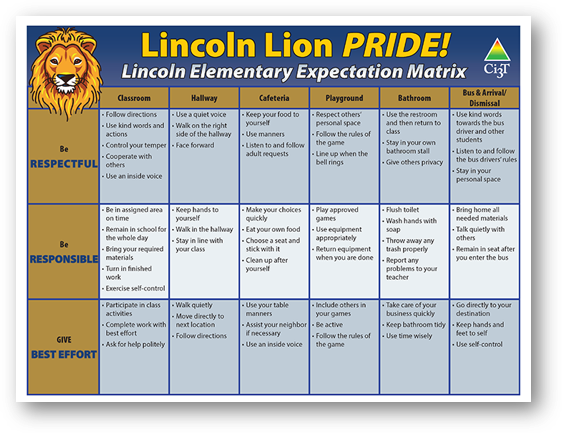 Lincoln Lion PRIDE!
Lincoln Elementary Expectation Matrix
Ci3T
Classroom
Hallway
Cafeteria
Playground
Bathroom
Bus & Arrival/
Dismissal
Be
RESPECTFUL
• Follow directions
• Use kind words and
actions
• Control your temper
• Cooperate with
others
• Use an inside voice
• Use a quiet voice
• Walk on the right
side of the hallway
• Face forward
• Keep your food to
yourself
• Use manners
• Listen to and follow
adult requests
• Respect others'
personal space
• Follow the rules of
the game
• Line up when the
bell rings
• Use the restroom
and then return to
class
• Stay in your own
bathroom stall
• Give others privacy
• Use kind words
towards the bus
driver and other
students
• Listen to and follow
the bus drivers' rules
• Stay in your
personal space
Be
RESPONSIBLE
• Be in assigned area
on time
• Remain in school for
the whole day
• Bring your required
materials
• Turn in finished
work
• Exercise self-control
• Keep hands to
yourself
• Walk in the hallway
• Stay in line with
your class
• Make your choices
quickly
• Eat your own food
• Choose a seat and
stick with it
• Clean up after
yourself
• Play approved
games
• Use equipment
appropriately
• Return equipment
when you are done
• Flush toilet
• Wash hands with
soap
• Throw away any
trash properly
• Report any
problems to your
teacher
• Bring home all
needed materials
• Talk quietly with
others
• Remain in seat after
you enter the bus
GIVE
BEST EFFORT
• Participate in class
activities
• Complete work with
best effort
• Ask for help politely
• Walk quietly
• Move directly to
next location
• Follow directions
• Use your table
manners
• Assist your neighbor
if necessary
• Use an inside voice
• Include others in
your games
• Be active
• Follow the rules of
the game
• Take care of your
business quickly
• Keep bathroom tidy
• Use time wisely
• Go directly to your
destination
• Keep hands and
feet to self
• Use self-control